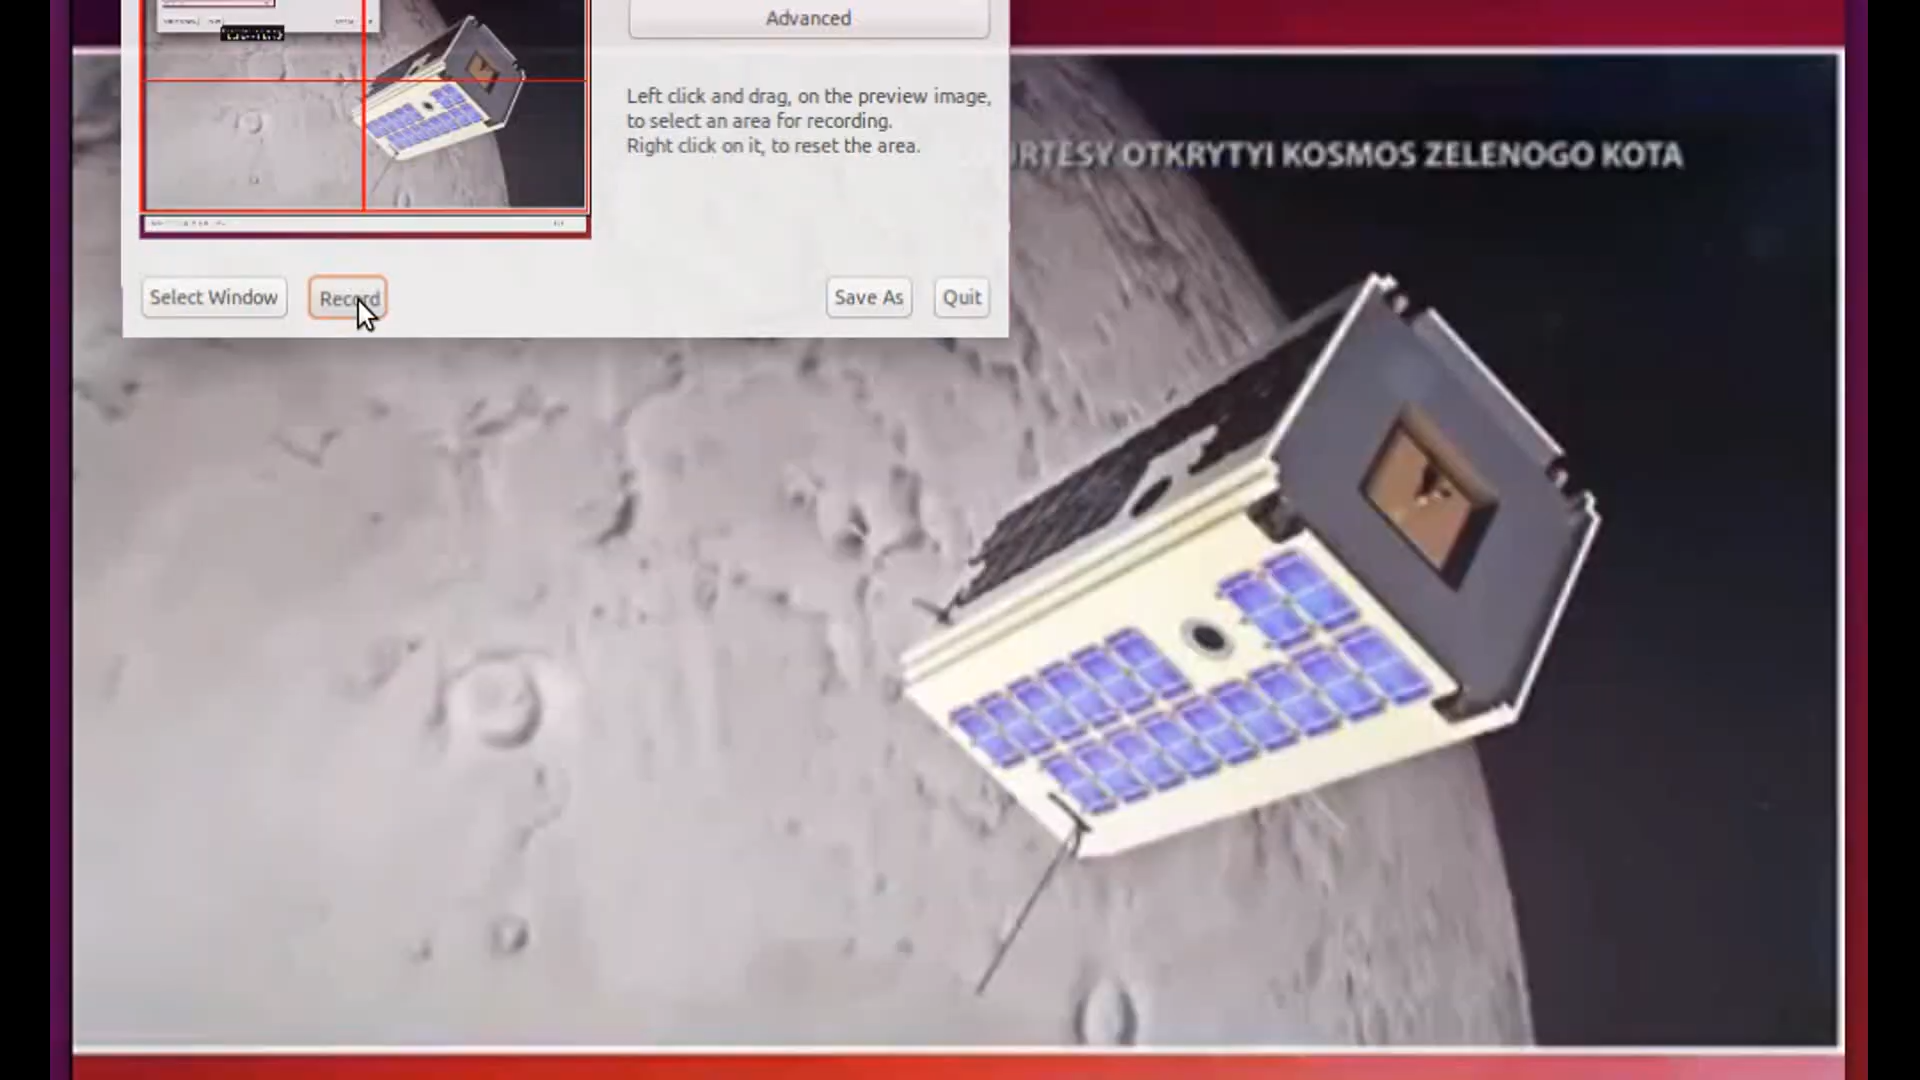 Advanced
Left click and drag, on the preview image,
to select an area for recording.
Right click on it, to reset the area.
OTKRYTYI KOSMOS ZELENOGO KOTA
Select Window
Record
Save As
Quit